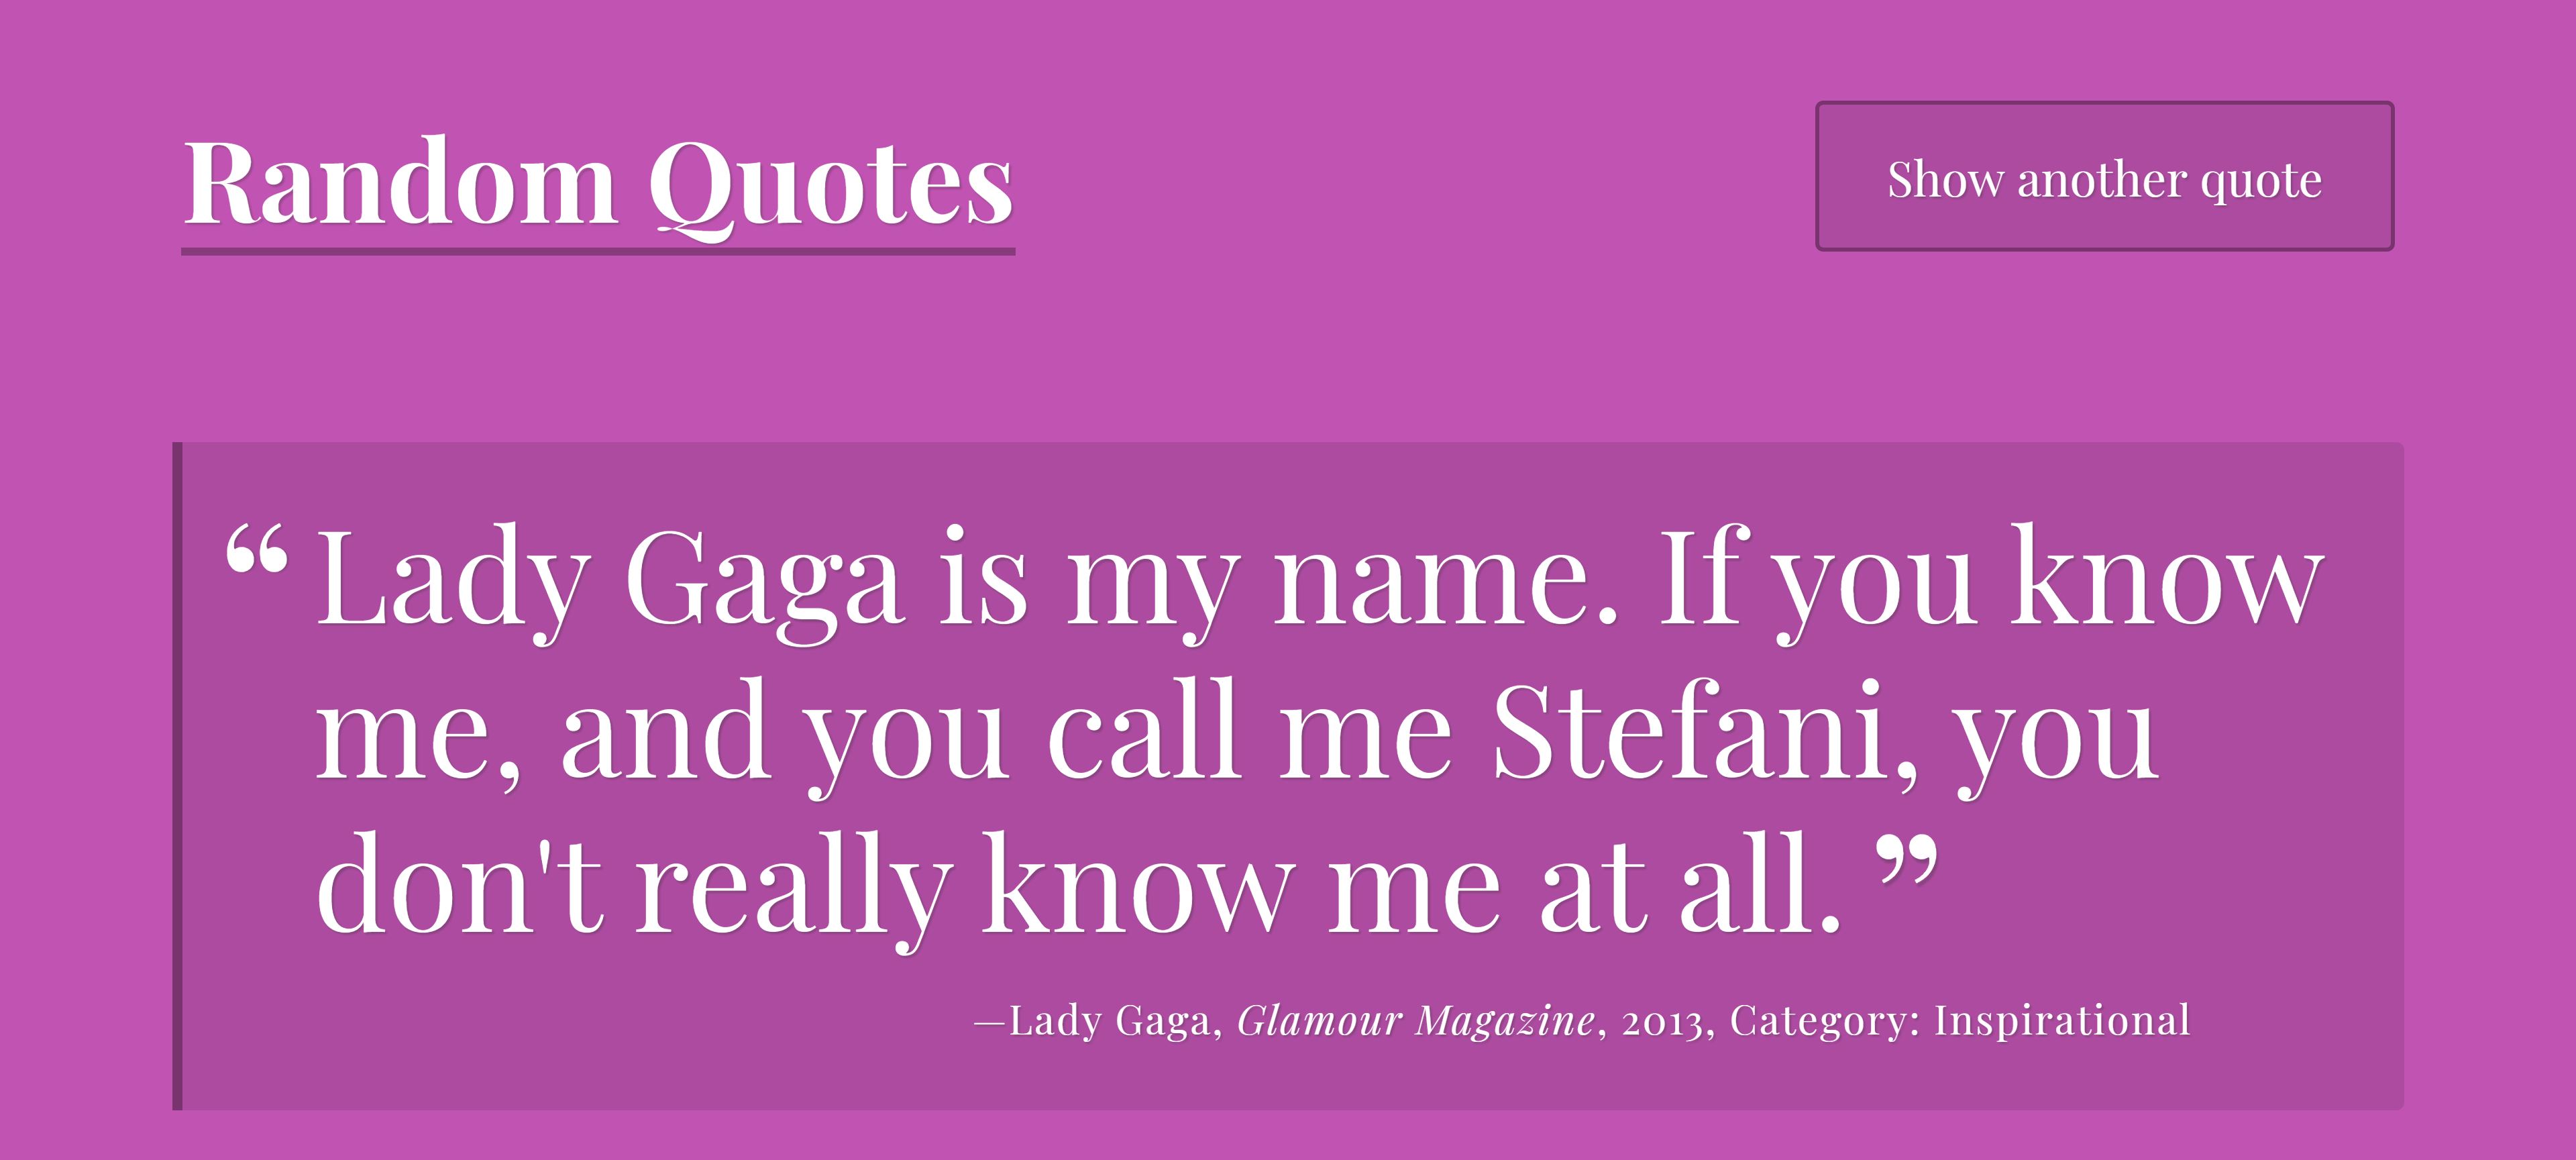 Random Quotes
Show another quote
“Lady Gaga is my name. If you know
me, and you call me Stefani, you
don't really know me at all.”
—Lady Gaga, Glamour Magazine, 2013, Category: Inspirational